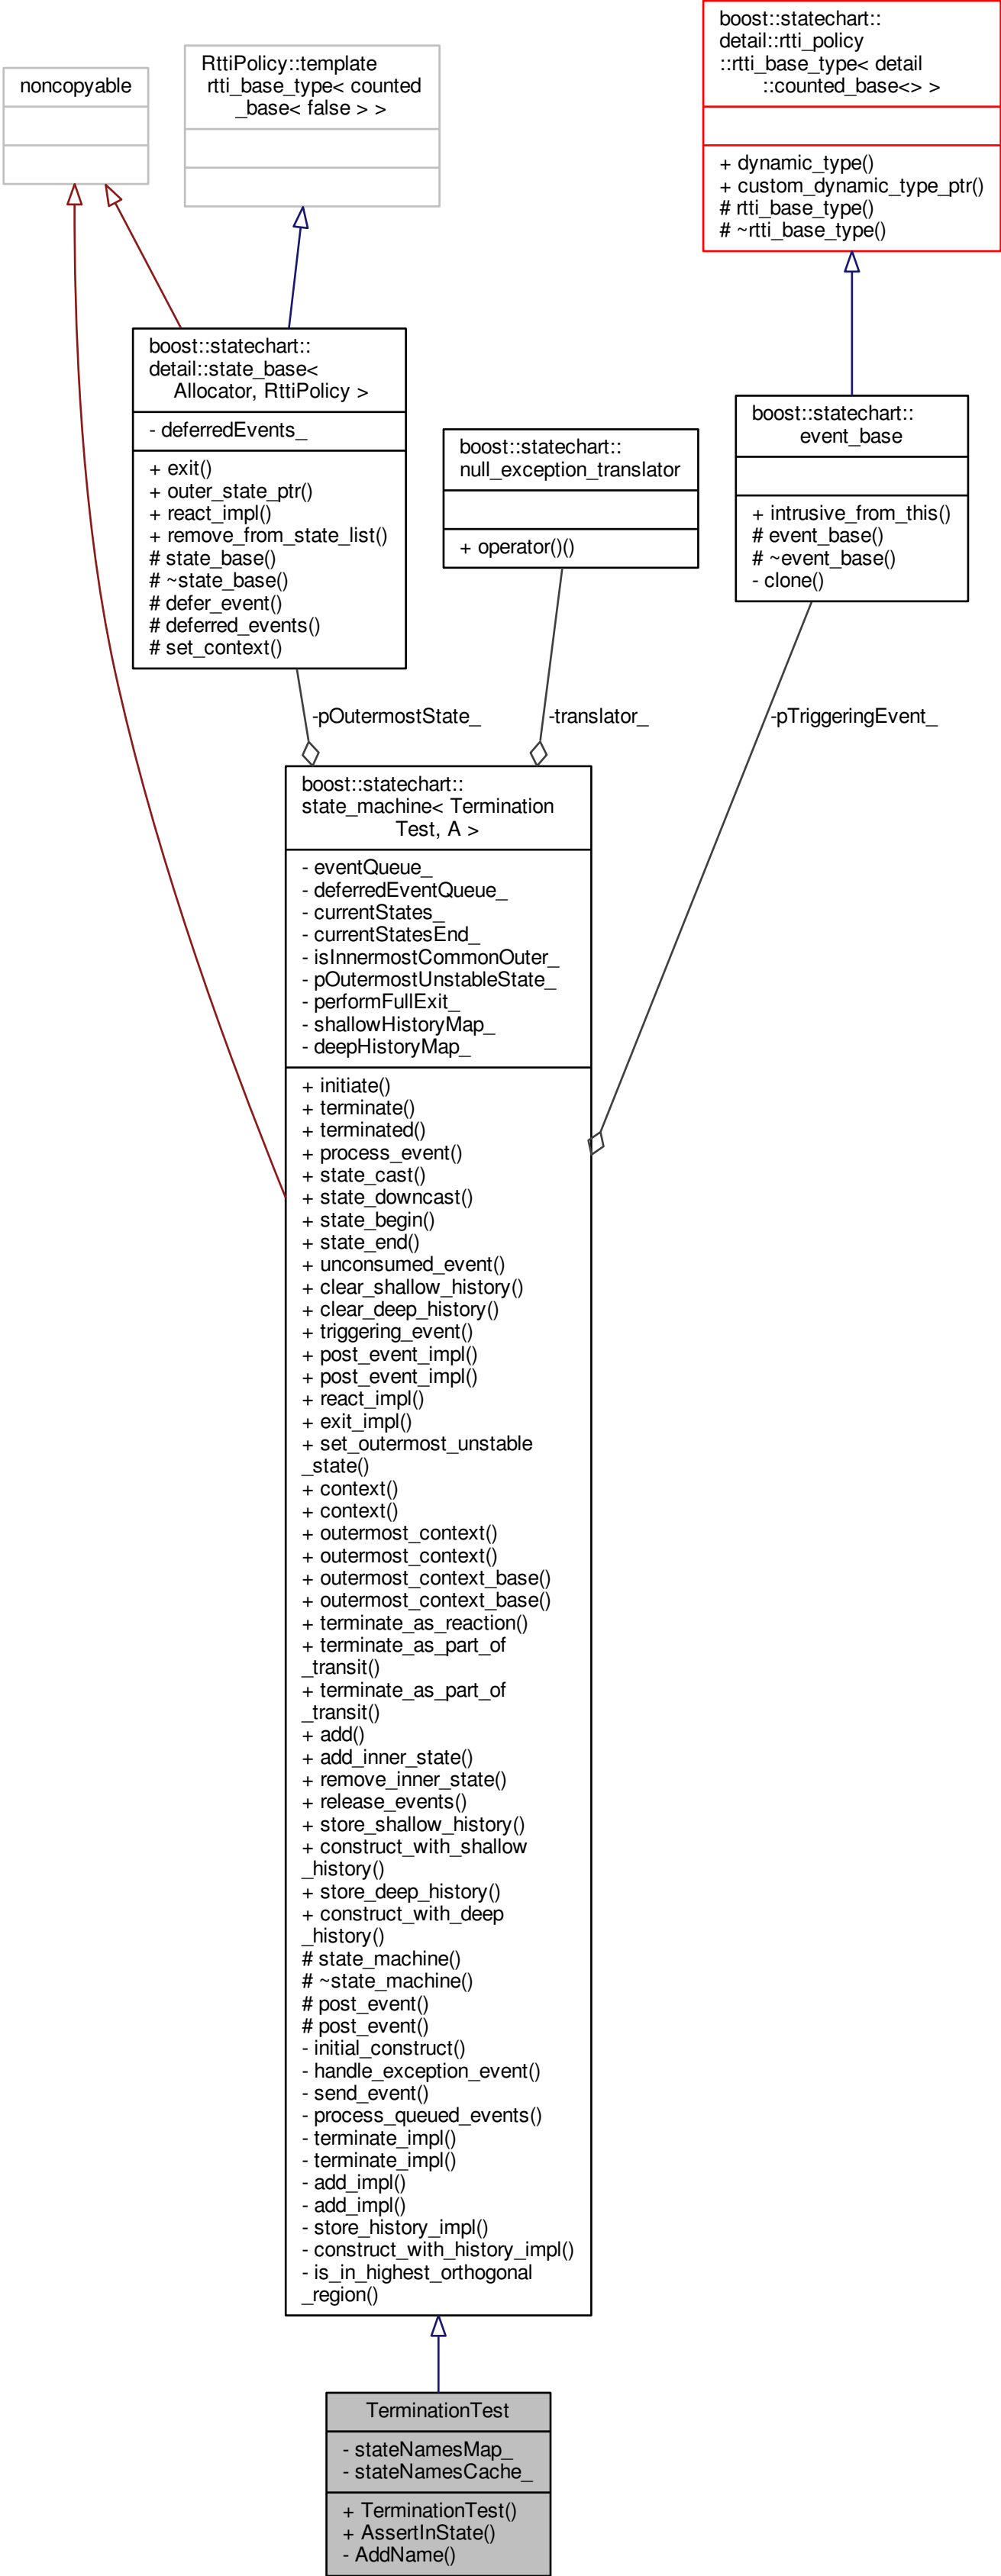 boost::statechart::
detail::rtti_policy
::rtti_base_type< detail
::counted_base<> >
+ dynamic_type()
+ custom_dynamic_type_ptr()
# rtti_base_type()
# ~rtti_base_type()
RttiPolicy::template
rtti_base_type< counted
_base< false > >
noncopyable
boost::statechart::
detail::state_base<
Allocator, RttiPolicy >
- deferredEvents_
+ exit()
+ outer_state_ptr()
+ react_impl()
+ remove_from_state_list()
# state_base()
# ~state_base()
# defer_event()
# deferred_events()
# set_context()
boost::statechart::
null_exception_translator
+ operator()()
boost::statechart::
event_base
+ intrusive_from_this()
# event_base()
# ~event_base()
- clone()
-pOutermostState_
-translator_
-pTriggeringEvent_
boost::statechart::
state_machine< Termination
Test, A >
- eventQueue_
- deferredEventQueue_
- currentStates_
- currentStatesEnd_
- isInnermostCommonOuter_
- pOutermostUnstableState_
- performFullExit_
- shallowHistoryMap_
- deepHistoryMap_
+ initiate()
+ terminate()
+ terminated()
+ process_event()
+ state_cast()
+ state_downcast()
+ state_begin()
+ state_end()
+ unconsumed_event()
+ clear_shallow_history()
+ clear_deep_history()
+ triggering_event()
+ post_event_impl()
+ post_event_impl()
+ react_impl()
+ exit_impl()
+ set_outermost_unstable
_state()
+ context()
+ context()
+ outermost_context()
+ outermost_context()
+ outermost_context_base()
+ outermost_context_base()
+ terminate_as_reaction()
+ terminate_as_part_of
_transit()
+ terminate_as_part_of
_transit()
+ add()
+ add_inner_state()
+ remove_inner_state()
+ release_events()
+ store_shallow_history()
+ construct_with_shallow
_history()
+ store_deep_history()
+ construct_with_deep
_history()
# state_machine()
# ~state_machine()
# post_event()
# post_event()
- initial_construct()
- handle_exception_event()
- send_event()
- process_queued_events()
- terminate_impl()
- terminate_impl()
- add_impl()
- add_impl()
- store_history_impl()
- construct_with_history_impl()
- is_in_highest_orthogonal
_region()
TerminationTest
- stateNamesMap_
- stateNamesCache_
+ TerminationTest()
+ AssertInState()
- AddName()